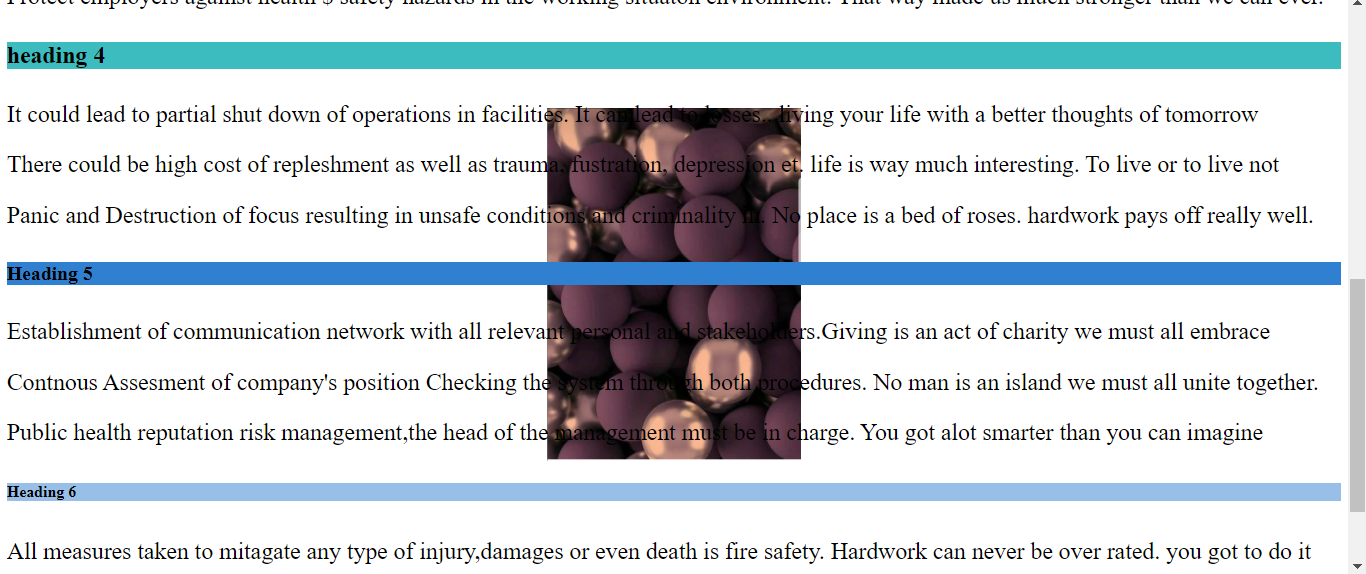 Protect employers against health $ safety hazards in the working situaton environment. That way made us much stronger than we can ever.
heading 4
It could lead to partial shut down of operations in facilities. It can lead to losses.. living your life with a better thoughts of tomorrow
There could be high cost of repleshment as well as trauma, fustration, depression et. life is way much interesting. To live or to live not
Panic and Destruction of focus resulting in unsafe conditions and criminality No place is a bed of roses. hardwork pays off really well.
Heading 5
Establishment of communication network with all relevant personal and stakeholders.Giving is an act of charity we must all embrace
Contnous Assesment of company's position Checking the system through both procedures. No man is an island we must all unite together.
Public health reputation risk management,the head of the management must be in charge. You got alot smarter than you can imagine
Heading 6
All measures taken to mitagate any type of injury,damages or even death is fire safety. Hardwork can never be over rated. you got to do it